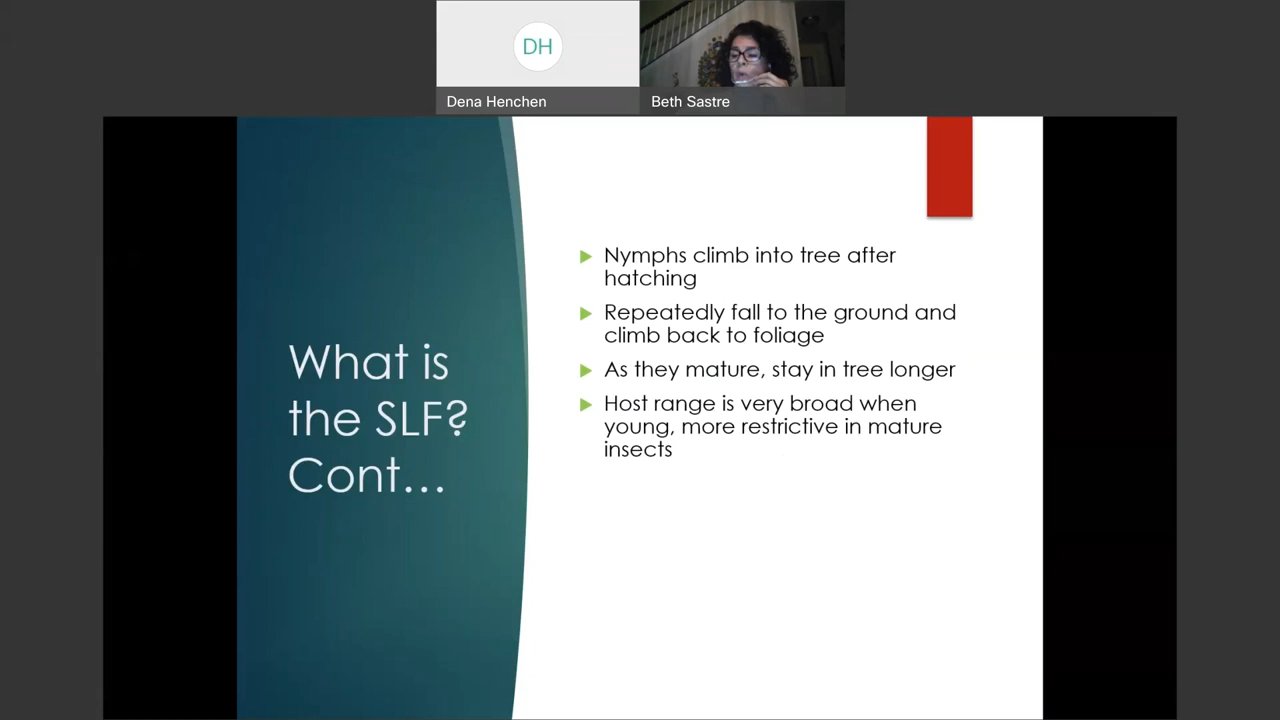 DH
Dena Henchen
Beth Sastre
What is
the SLF?
Cont...
Nymphs climb into tree after
hatching
Repeatedly fall to the ground and
climb back to foliage
As they mature, stay in tree longer
Host range is very broad when
young, more restrictive in mature
insects